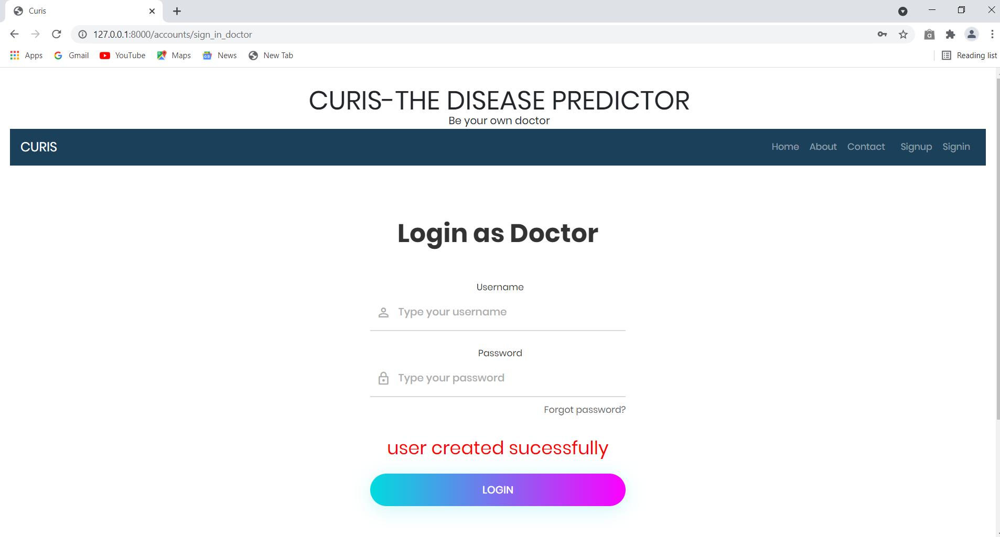 Curis
127.0.0.1:8000/accounts/sign_in_doctor
Apps Gmail YouTube Maps News New Tab Reading list
CURIS-THE DISEASE PREDICTOR
Be your own doctor
CURIS Home About Contact Signup Signin
Login as Doctor
Username
Type your username
Password
Type your password
Forgot password?
user created sucessfully
LOGIN